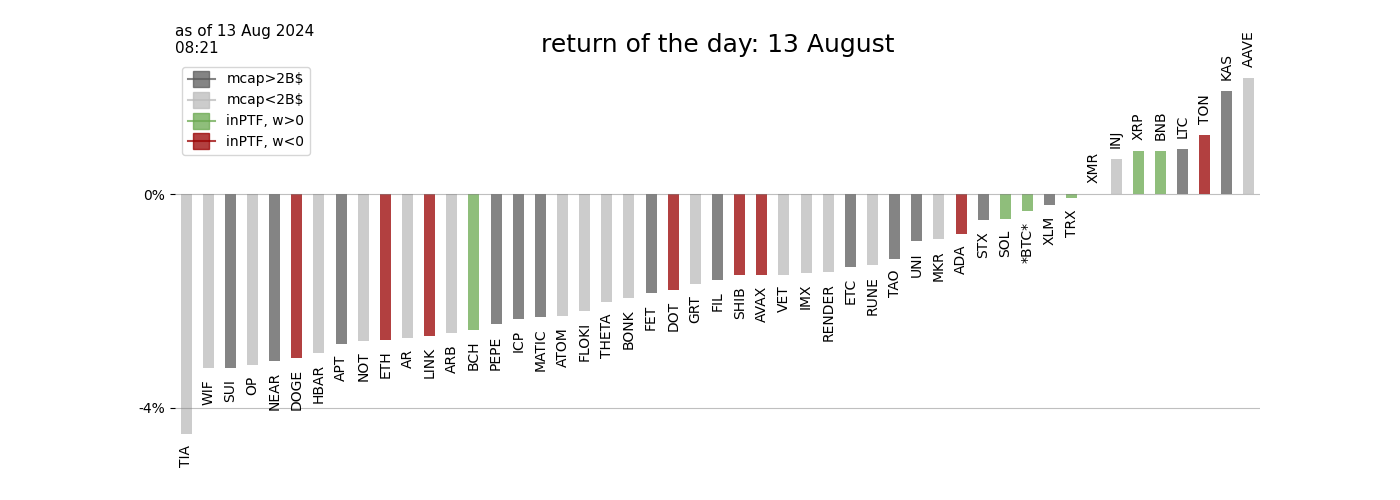 as of 13 Aug 2024
08:21
return of the day: 13 August
mcap>2B$
mcap<2B$
inPTF, w>0
inPTF, w<0
0%
-4%
TIA
WIF
SUI
OP
NEAR
DOGE
HBAR
APT
NOT
ETH
AR
LINK
ARB
BCH
PEPE
ICP
MATIC
ATOM
FLOKI
THETA
BONK
FET
DOT
GRT
FIL
SHIB
AVAX
VET
IMX
RENDER
ETC
RUNE
TAO
UNI
MKR
ADA
STX
SOL
*BTC*
XLM
TRX
XMR
INJ
XRP
BNB
LTC
TON
KAS
AAVE